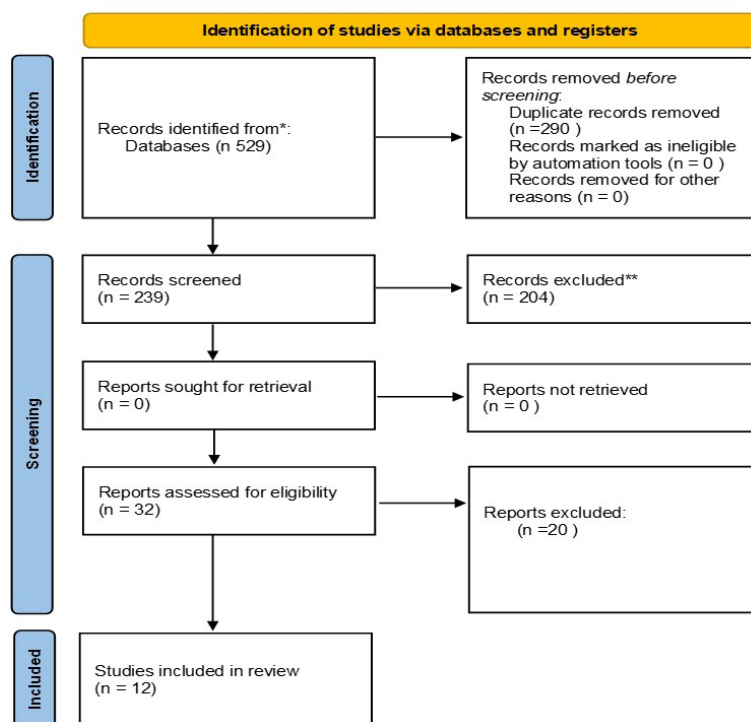 Identification of studies via databases and registers
Identification
Records identified from*:
Databases (n 529)
Records removed before
screening:
Duplicate records removed
(n =290 )
Records marked as ineligible
by automation tools (n = 0 )
Records removed for other
reasons (n = 0)
Screening
Records screened
(n = 239)
Records excluded**
(n = 204)
Reports sought for retrieval
(n = 0)
Reports not retrieved
(n = 0 )
Reports assessed for eligibility
(n = 32)
Reports excluded:
(n =20 )
Included
Studies included in review
(n = 12)